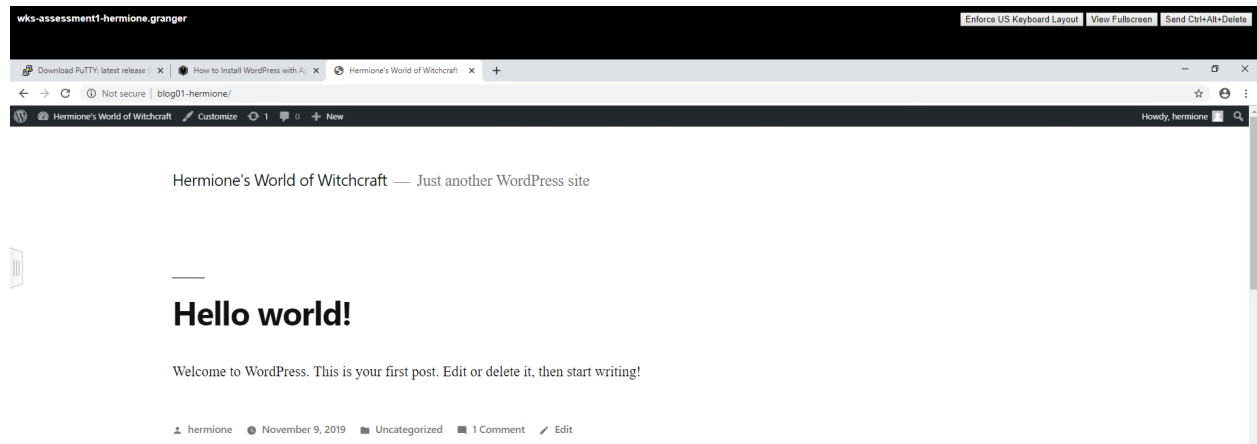 wks-assessment1-hermione.granger
Enforce US Keyboard Layout View Fullscreen Send Ctrl+Alt+Delete
Download PuTTY: latest release How to Install WordPress with Hermione's World of Witchcraft –
Not secure | blog01-hermione/
Hermione's World of Witchcraft Customize 1 0 + New Howdy, hermione
Hermione's World of Witchcraft — Just another WordPress site
Hello world!
Welcome to WordPress. This is your first post. Edit or delete it, then start writing!
hermione November 9, 2019 Uncategorized 1 Comment Edit